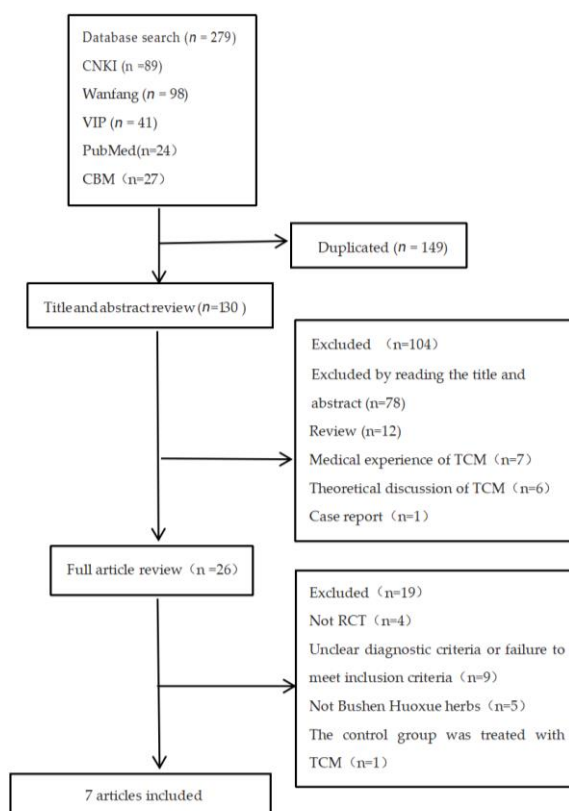 Database search (n = 279)
CNKI (n =89)
Wanfang (n = 98)
VIP (n = 41)
PubMed(n=24）
CBM（n=27）
Duplicated (n = 149)
Title and abstract review (n=130 )
Excluded （n=104)
Excluded by reading the title and
abstract (n=78)
Review (n=12)
Medical experience of TCM（n=7）
Theoretical discussion of TCM（n=6）
Case report（n=1）
Full article review（n =26）
Excluded（n=19）
Not RCT（n=4）
Unclear diagnostic criteria or failure to
meet inclusion criteria（n=9）
Not Bushen Huoxue herbs（n=5）
The control group was treated with
TCM（n=1）
7 articles included